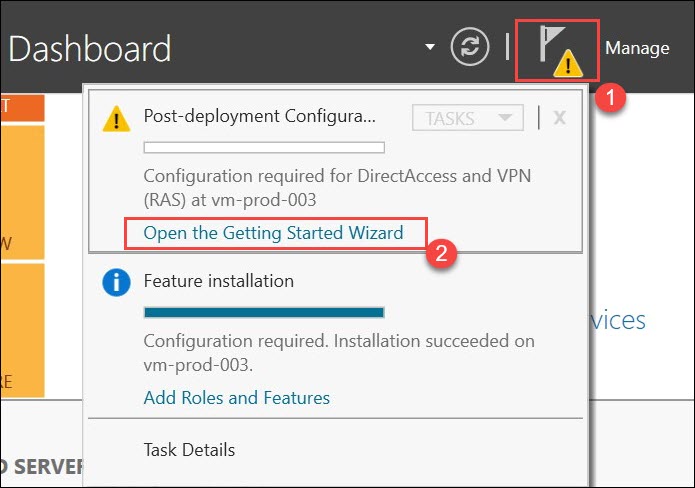 Dashboard
Manage
1
Post-deployment Configura...
TASKS
X
Configuration required for DirectAccess and VPN
(RAS) at vm-prod-003
Open the Getting Started Wizard
2
Feature installation
Configuration required. Installation succeeded on
vm-prod-003.
Add Roles and Features
Task Details
T
W
RE
vices
D SERVER